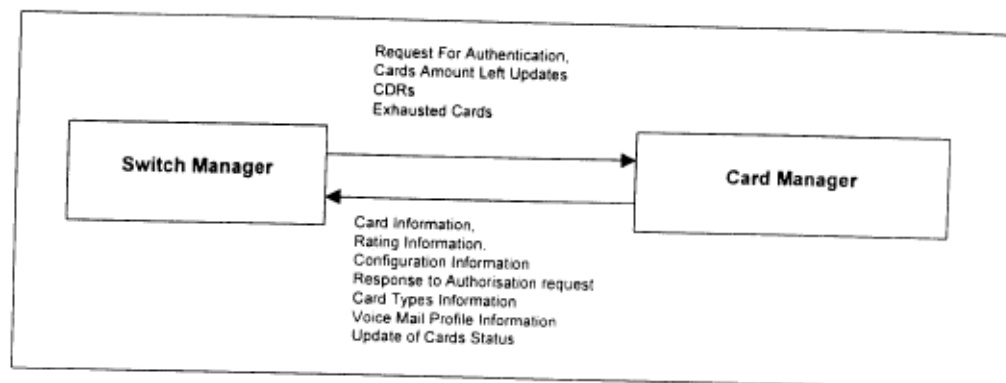 Request For Authentication,
Cards Amount Left Updates
CDRs
Exhausted Cards
Switch Manager
Card Manager
Card Information,
Rating Information,
Configuration Information
Response to Authorisation request
Card Types Information
Voice Mail Profile Information
Update of Cards Status